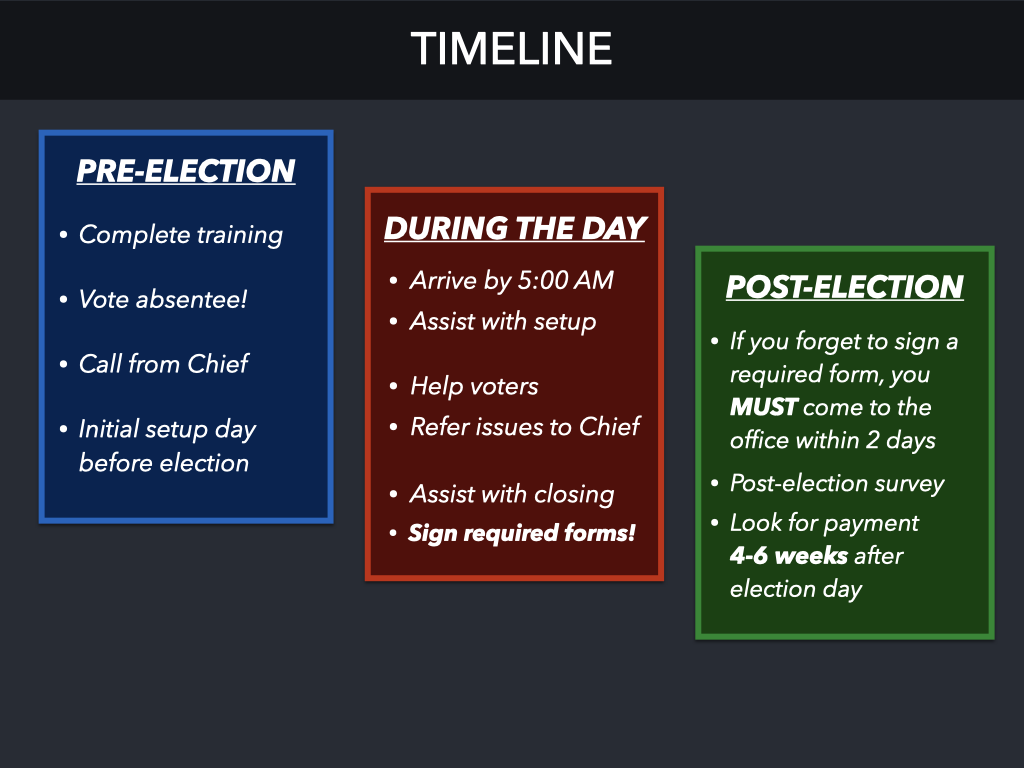 TIMELINE
PRE-ELECTION
• Complete training
• Vote absentee!
• Call from Chief
• Initial setup day
before election
DURING THE DAY
• Arrive by 5:00 AM
• Assist with setup
• Help voters
• Refer issues to Chief
• Assist with closing
• Sign required forms!
POST-ELECTION
• If you forget to sign a
required form, you
MUST come to the
office within 2 days
• Post-election survey
• Look for payment
4-6 weeks after
election day